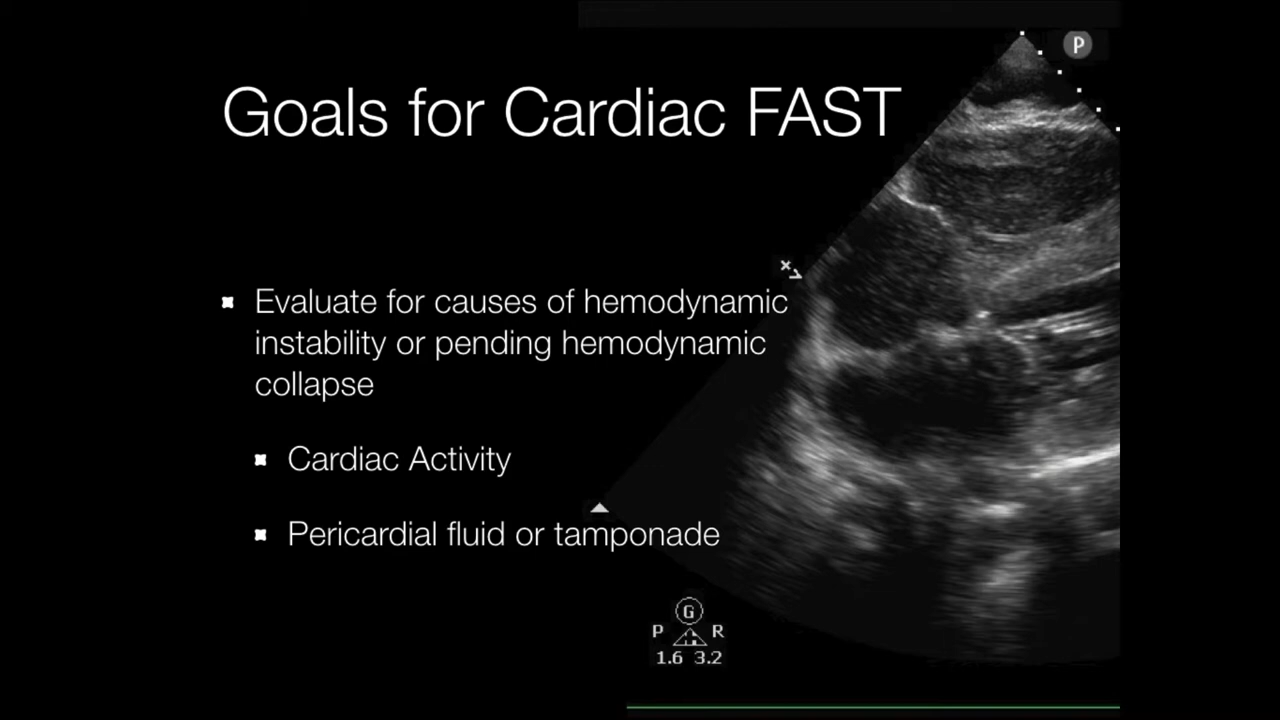 P
Goals for Cardiac FAST
Evaluate for causes of hemodynamic
instability or pending hemodynamic
collapse
Cardiac Activity
Pericardial fluid or tamponade
G
P R
1.6 3.2